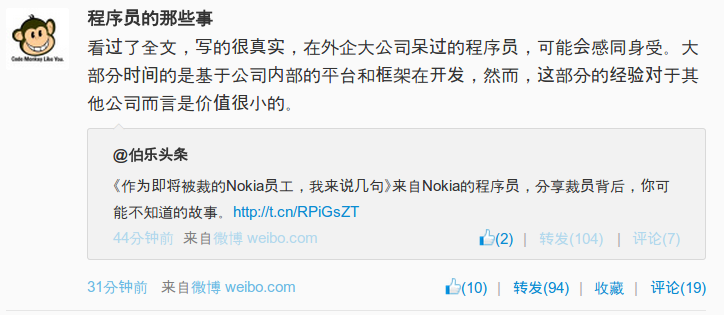 程序员的那些事
Code Monkey Like You.
看过了全文，写的很真实，在外企大公司呆过的程序员，可能会感同身受。大
部分时间的是基于公司内部的平台和框架在开发，然而，这部分的经验对于其
他公司而言是价值很小的。
@伯乐头条
《作为即将被裁的Nokia员工，我来说几句》来自Nokia的程序员，分享裁员背后，你可
能不知道的故事。http://t.cn/RPiGsZT
44分钟前 来自微博 weibo.com (2) | 转发(104) | 评论(7)
31分钟前 来自微博 weibo.com (10) | 转发(94) | 收藏 | 评论(19)